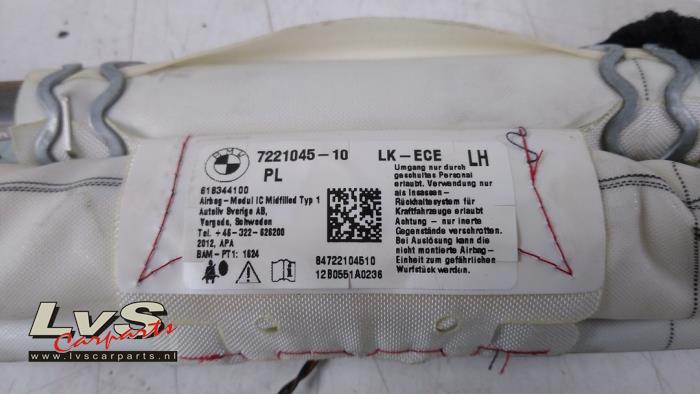 BMW
7221045-10 LK-ECE LH
PL
618344100
Airbag-Modul IC Midfilled Typ 1
Autoliv Sverige AB,
Vargada, Schweden
Tel. +46-322-626200
2012, APA
BAM-PT1: 1624
84722104510
12B0551A0236
Umgang nur durch
geschultes Personal
erlaubt. Verwendung nur
als Insassen-
Rückhaltesystem für
Kraftfahrzeuge erlaubt
Achtung - nur inerte
Gegenstände verschrotten.
Bei Auslösung kann die
nicht montierte Airbag-
Einheit zum gefährlichen
Wurfstück werden.
LvS
Carparts
www.lvscarparts.nl